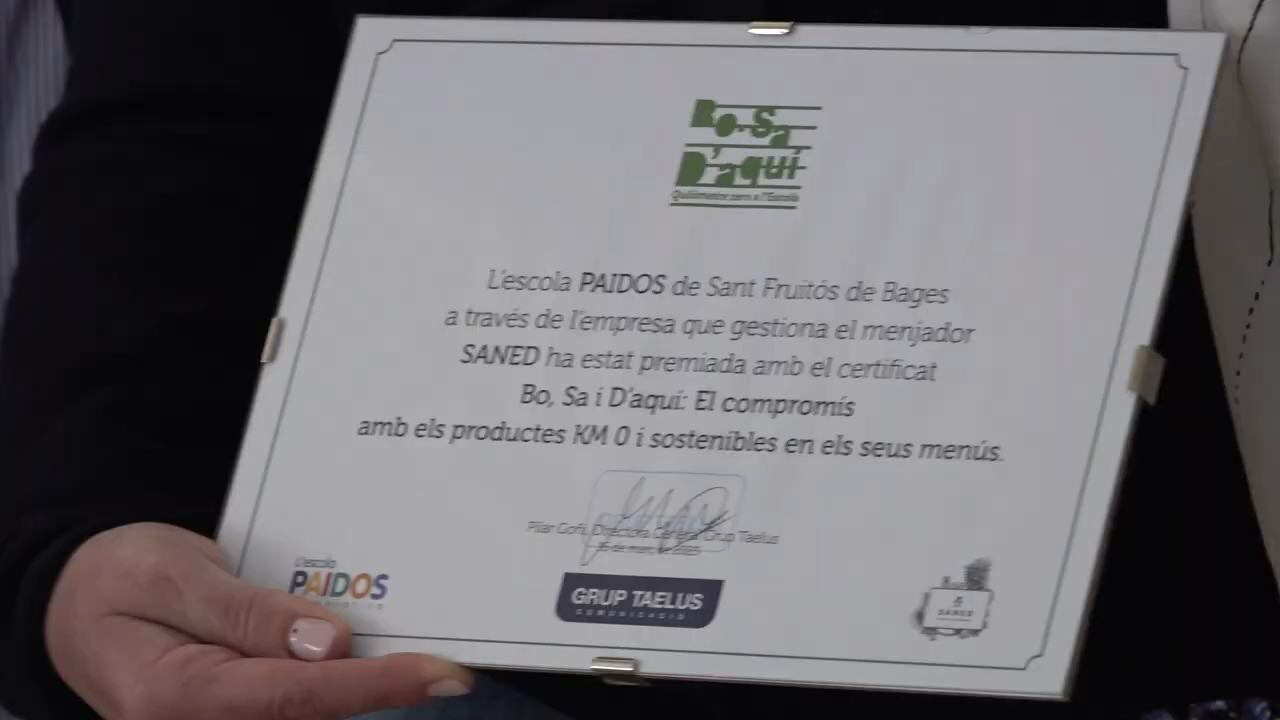 Bo, Sa
D'aquí
L'escola PAIDOS de Sant Fruitós de Bages
a través de l'empresa que gestiona el menjador
SANED ha estat premiada amb el certificat
Bo, Sa i D'aquí: El compromís
amb els productes KM 0 i sostenibles en els seus menús.
Pilar Goñi, Directora General Grup Taelus
L'escola
PAIDOS
GRUP TAELUS
COMUNICACIÓ
SANED